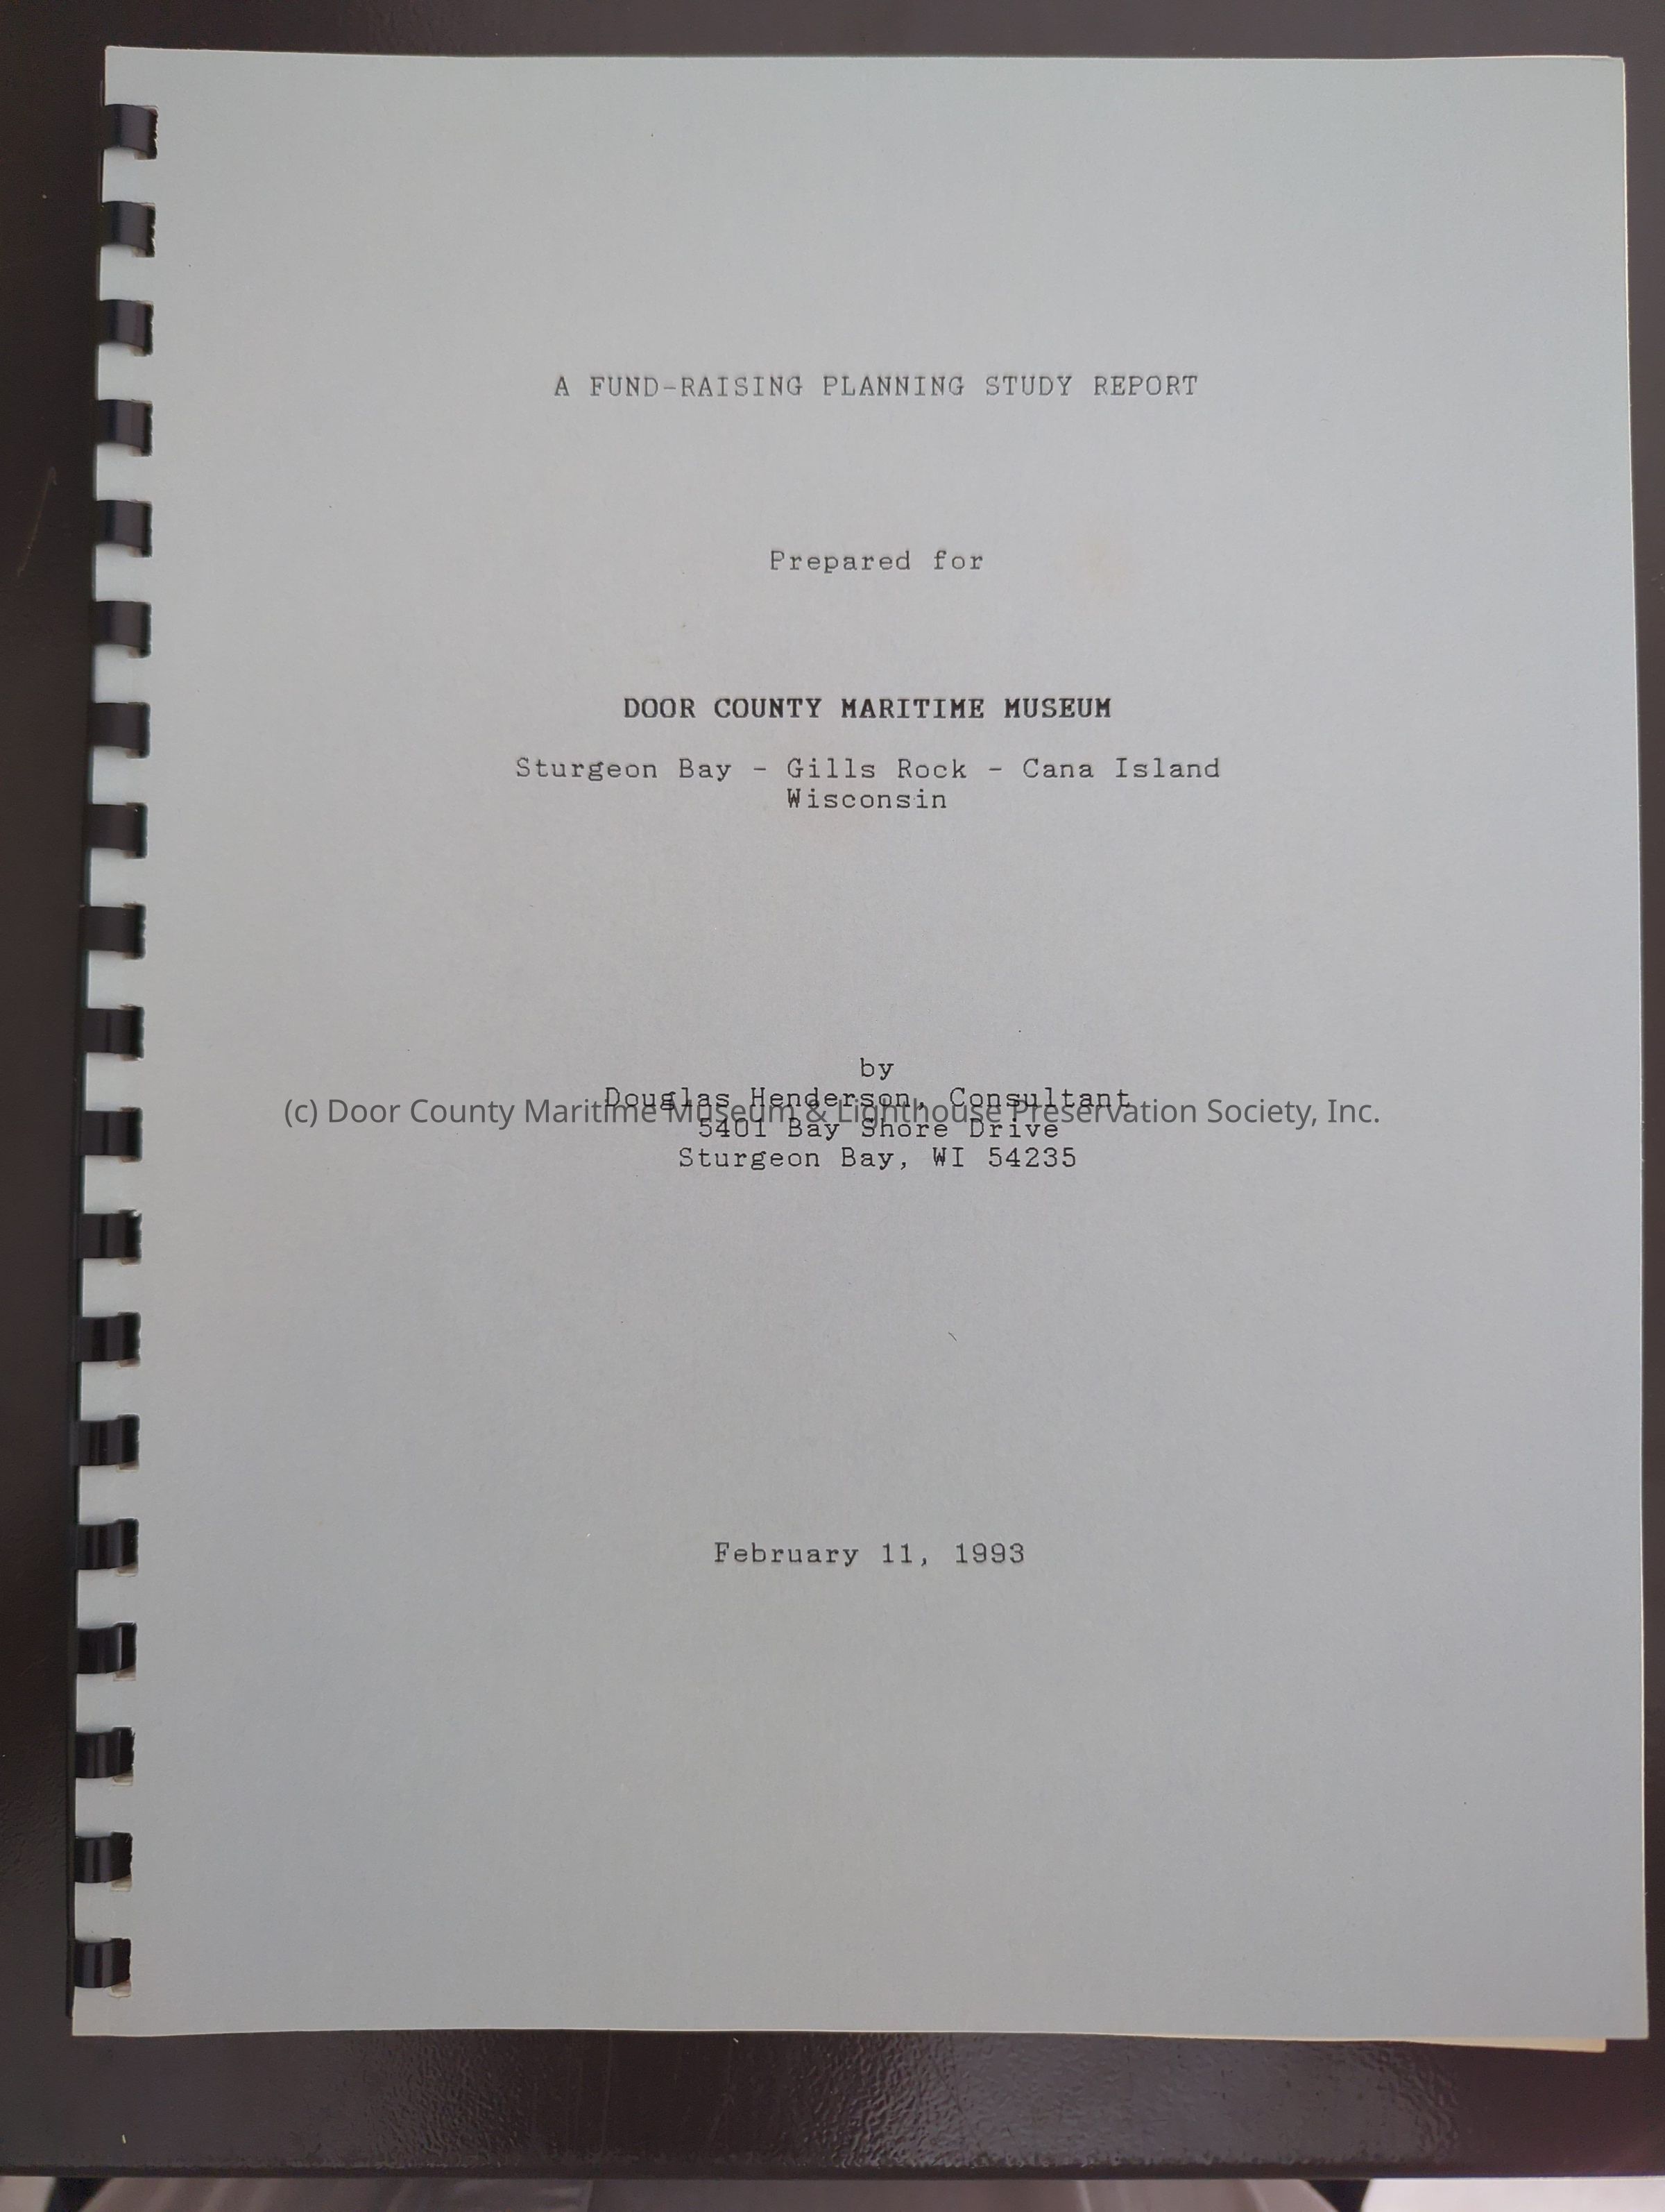 A FUND-RAISING PLANNING STUDY REPORT
Prepared for
DOOR COUNTY MARITIME MUSEUM
Sturgeon Bay - Gills Rock - Cana Island
Wisconsin
by
Douglas Henderson, Consultant
(c) Door County Maritime Museum & Lighthouse Preservation Society, Inc.
5401 Bay Shore Drive
Sturgeon Bay, WI 54235
February 11, 1993